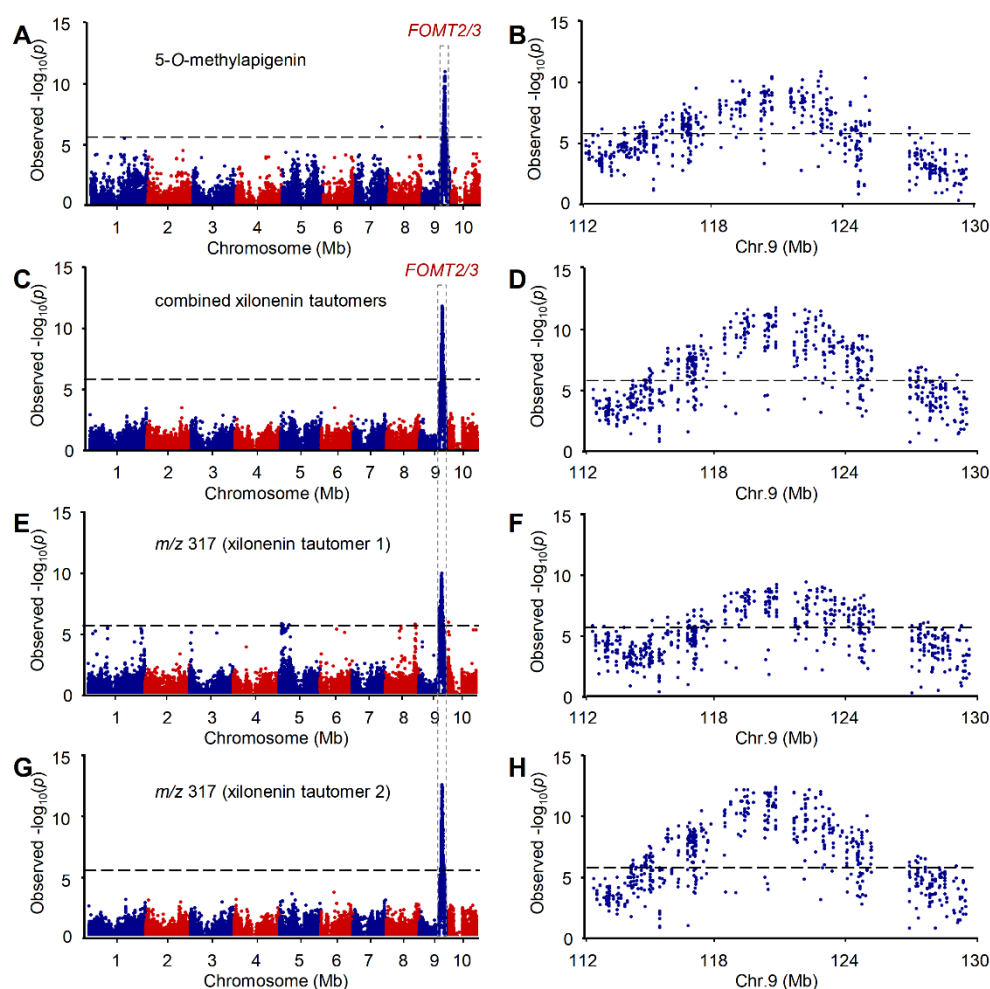 A
FOMT2/3
5-O-methylapigenin
Observed -log10(p)
15
10
5
0
1 2 3 4 5 6 7 8 9 10
Chromosome (Mb)
B
Observed -log10(p)
15
10
5
0
112 118 124 130
Chr.9 (Mb)
C
FOMT2/3
combined xilonenin tautomers
Observed -log10(p)
15
10
5
0
1 2 3 4 5 6 7 8 9 10
Chromosome (Mb)
D
Observed -log10(p)
15
10
5
0
112 118 124 130
Chr.9 (Mb)
E
m/z 317 (xilonenin tautomer 1)
Observed -log10(p)
15
10
5
0
1 2 3 4 5 6 7 8 9 10
Chromosome (Mb)
F
Observed -log10(p)
15
10
5
0
112 118 124 130
Chr.9 (Mb)
G
m/z 317 (xilonenin tautomer 2)
Observed -log10(p)
15
10
5
0
1 2 3 4 5 6 7 8 9 10
Chromosome (Mb)
H
Observed -log10(p)
15
10
5
0
112 118 124 130
Chr.9 (Mb)